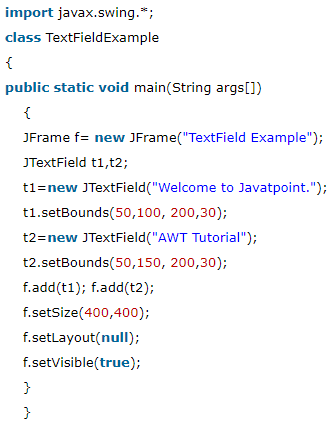 import javax.swing.*;
class TextFieldExample
{
public static void main(String args[])
{
JFrame f= new JFrame("TextField Example");
JTextField t1,t2;
t1=new JTextField("Welcome to Javatpoint.");
t1.setBounds(50,100, 200,30);
t2=new JTextField("AWT Tutorial");
t2.setBounds(50,150, 200,30);
f.add(t1); f.add(t2);
f.setSize(400,400);
f.setLayout(null);
f.setVisible(true);
}
}